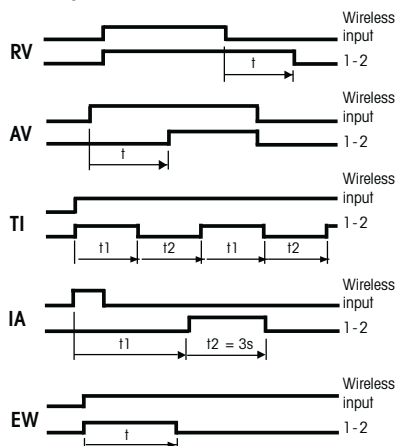 Wireless
input
RV
1-2
t
Wireless
input
AV
1-2
t
Wireless
input
TI
1-2
t1 t2 t1 t2
Wireless
input
IA
1-2
t1 t2 = 3s
Wireless
input
EW
1-2
t